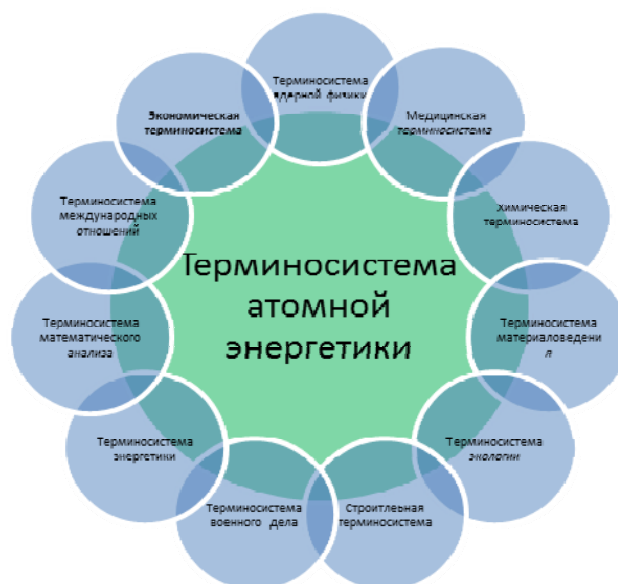 Терминосистема
ядерной физики
Медицинская
терминосистема
Химическая
терминосистема
Терминосистема
материаловедени
я
Терминосистема
экологии
Строитлеьная
терминосистема
Терминосистема
военного дела
Терминосистема
энергетики
Терминосистема
математического
анализа
Терминосистема
международных
отношений
Экономическая
терминосистема
Терминосистема
атомной
энергетики